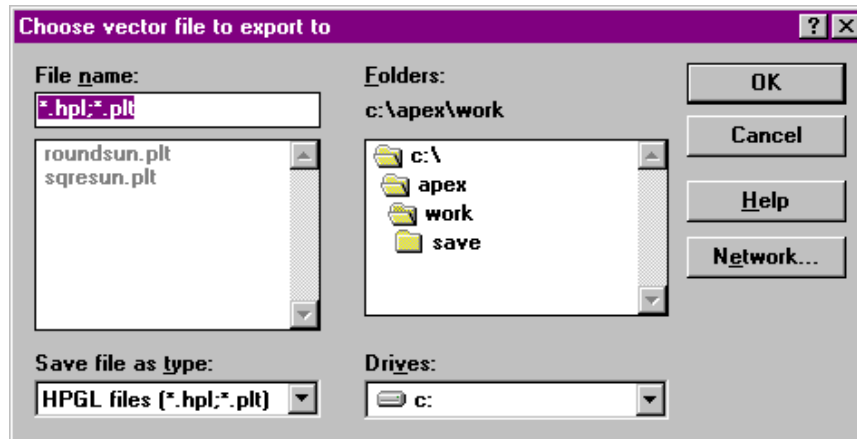 Choose vector file to export to
File name:
*.hpl;*.plt
roundsun.plt
sqresun.plt
Save file as type:
HPGL files (*.hpl;*.plt)
Folders:
c:\apex\work
c:\
apex
work
save
Drives:
c:
OK
Cancel
Help
Network...